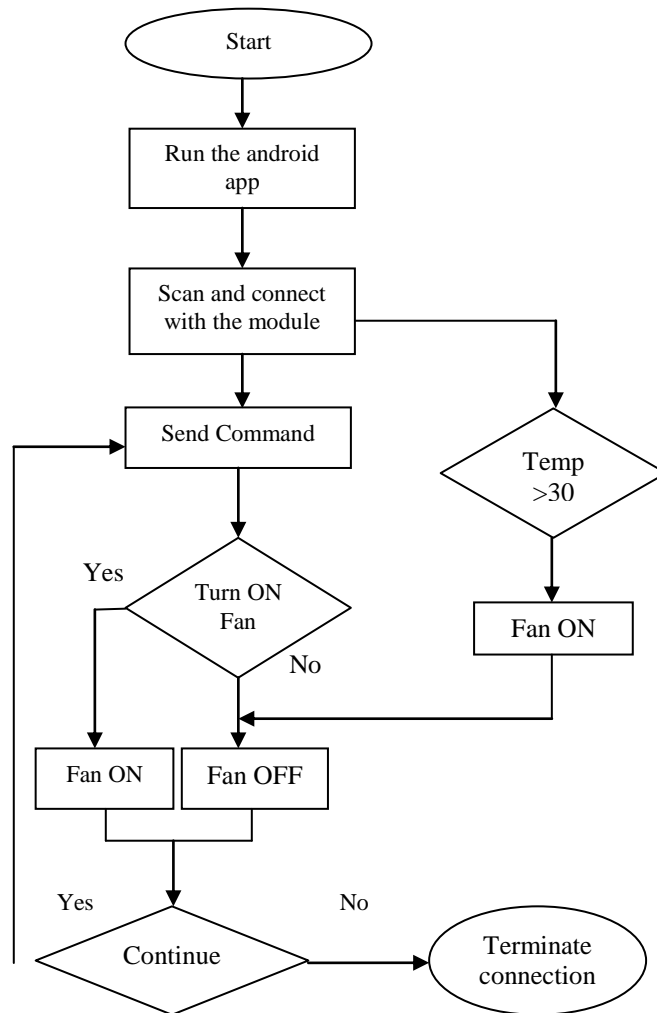 Start
Run the android
app
Scan and connect
with the module
Send Command
Temp
>30
Yes
Turn ON
Fan
No
Fan ON
Fan ON
Fan OFF
Yes
No
Continue
Terminate
connection